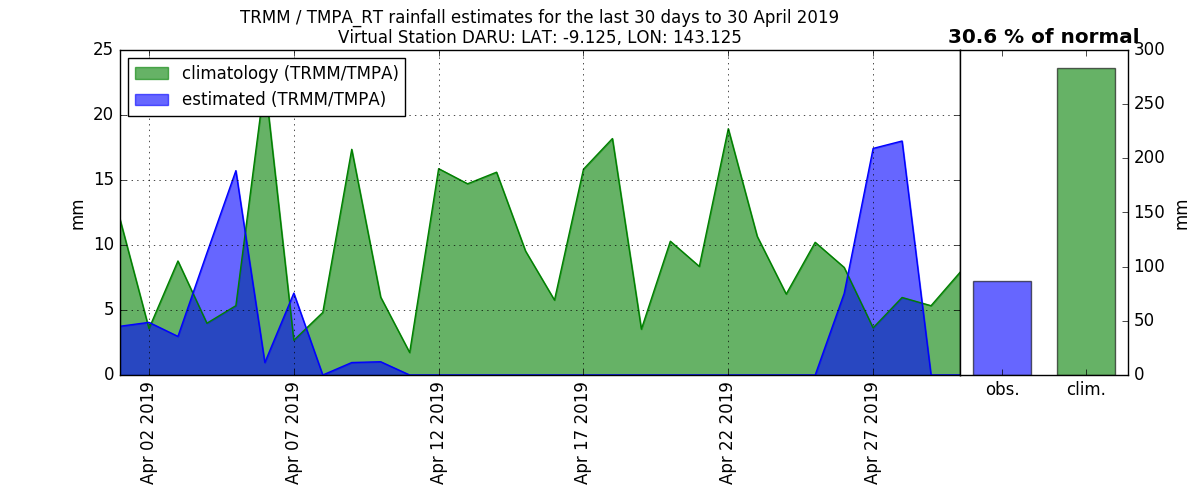 TRMM / TMPA_RT rainfall estimates for the last 30 days to 30 April 2019
Virtual Station DARU: LAT: -9.125, LON: 143.125
30.6 % of normal
climatology (TRMM/TMPA)
estimated (TRMM/TMPA)
25
20
15
10
5
0
mm
Apr 02 2019
Apr 07 2019
Apr 12 2019
Apr 17 2019
Apr 22 2019
Apr 27 2019
obs.
clim.
300
250
200
150
100
50
0
mm